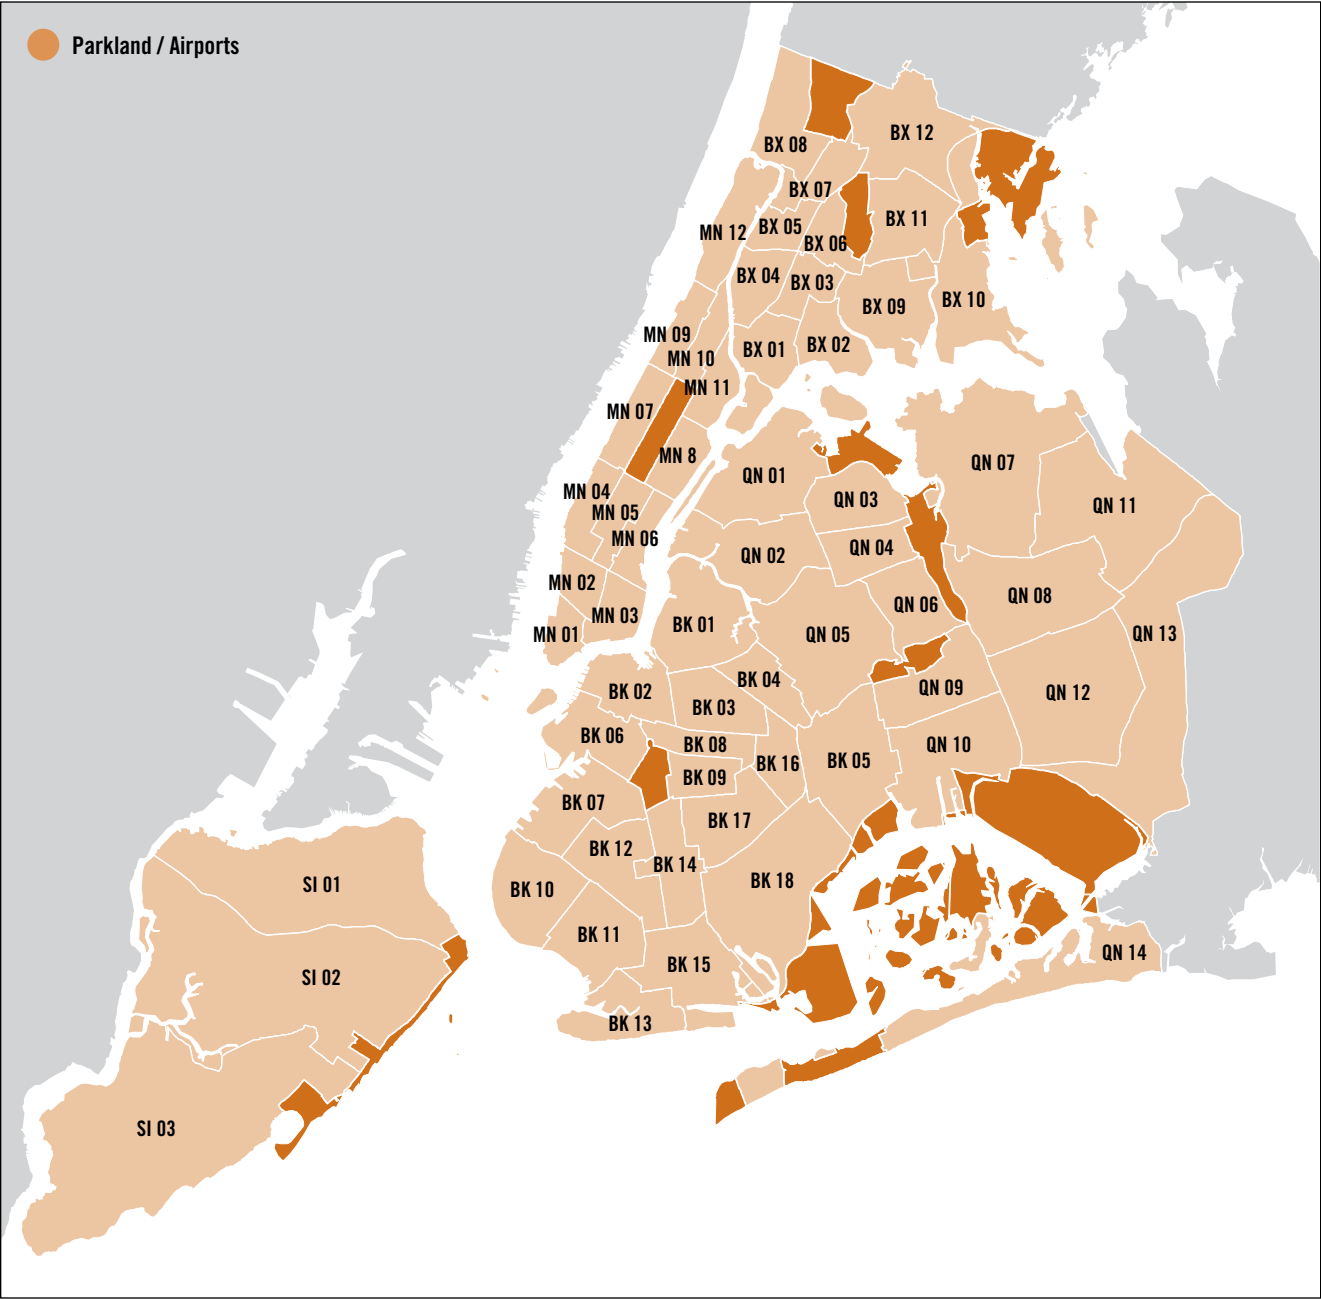 Parkland / Airports
BX 12
BX 08
BX 07
BX 11
MN 12
BX 05
BX 06
BX 04
BX 03
BX 10
BX 09
MN 09
BX 02
BX 01
MN 10
MN 11
MN 07
MN 8
QN 07
QN 01
MN 04
QN 03
QN 11
MN 05
MN 06
QN 04
QN 02
MN 02
QN 08
QN 06
MN 03
BK 01
MN 01
QN 05
QN 13
BK 04
QN 09
BK 02
QN 12
BK 03
BK 06
BK 08
QN 10
BK 05
BK 16
BK 09
BK 07
BK 17
BK 12
BK 14
BK 18
SI 01
BK 10
BK 11
QN 14
BK 15
SI 02
BK 13
SI 03